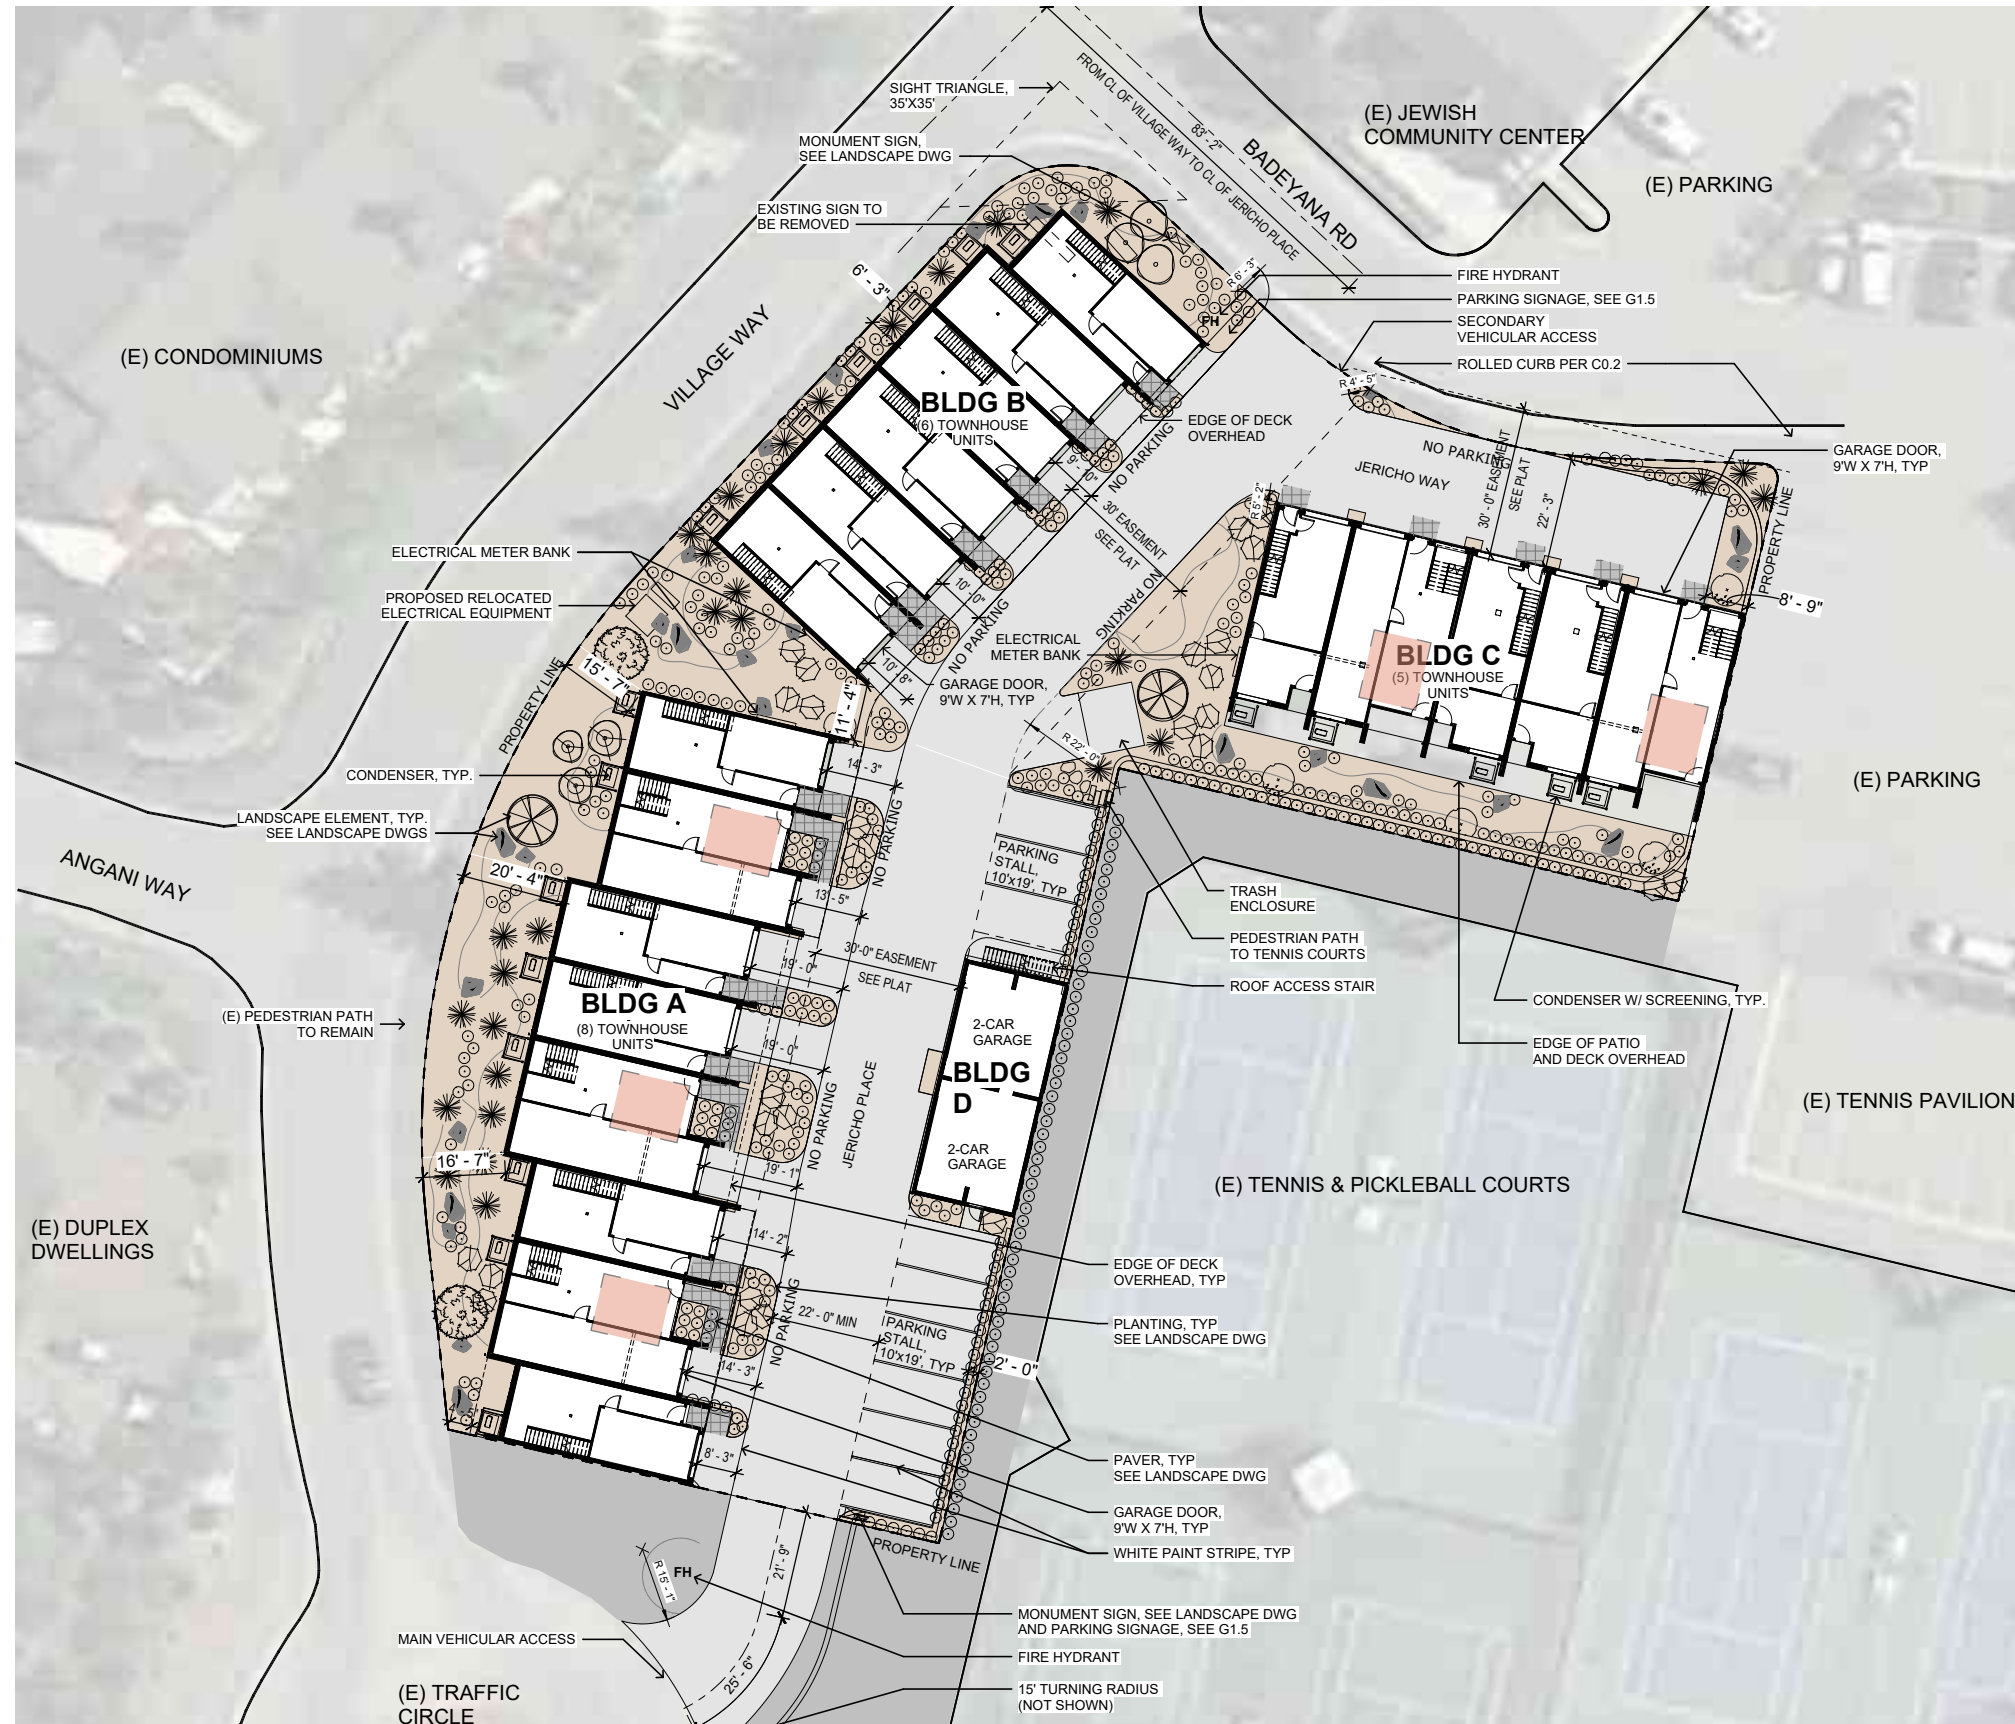 SIGHT TRIANGLE,
35'X35'
MONUMENT SIGN,
SEE LANDSCAPE DWG
EXISTING SIGN TO
BE REMOVED
FROM CL OF VILLAGE WAY TO CL OF JERICHO PLACE
83'- 2"
BADEYANA RD
(E) JEWISH
COMMUNITY CENTER
(E) PARKING
6' - 3"
R 6' - 3"
FH
FIRE HYDRANT
PARKING SIGNAGE, SEE G1.5
SECONDARY
VEHICULAR ACCESS
ROLLED CURB PER C0.2
R 4' - 5"
(E) CONDOMINIUMS
VILLAGE WAY
BLDG B
(6) TOWNHOUSE
UNITS
EDGE OF DECK
OVERHEAD
NO PARKING
9' - 10"
30' EASEMENT
SEE PLAT
NO PARKING
JERICHO WAY
NO PARKING
30' - 0" EASEMENT
SEE PLAT
22' - 3"
R 5' - 2"
GARAGE DOOR,
9'W X 7'H, TYP
PROPERTY LINE
8' - 9"
ELECTRICAL METER BANK
PROPOSED RELOCATED
ELECTRICAL EQUIPMENT
10' - 0"
NO PARKING
10' - 8"
ELECTRICAL
METER BANK
GARAGE DOOR,
9'W X 7'H, TYP
BLDG C
(5) TOWNHOUSE
UNITS
15' - 7"
PROPERTY LINE
11' - 4"
R 22' - 0"
14' - 3"
CONDENSER, TYP.
LANDSCAPE ELEMENT, TYP.
SEE LANDSCAPE DWGS
(E) PARKING
ANGANI WAY
20' - 4"
NO PARKING
13' - 5"
PARKING
STALL,
10'x19', TYP
TRASH
ENCLOSURE
PEDESTRIAN PATH
TO TENNIS COURTS
ROOF ACCESS STAIR
30'-0" EASEMENT
SEE PLAT
19' - 0"
BLDG A
(8) TOWNHOUSE
UNITS
19' - 0"
(E) PEDESTRIAN PATH
TO REMAIN
CONDENSER W/ SCREENING, TYP.
EDGE OF PATIO
AND DECK OVERHEAD
2-CAR
GARAGE
BLDG
D
2-CAR
GARAGE
NO PARKING
JERICHO PLACE
(E) TENNIS PAVILION
16' - 7"
19' - 1"
(E) TENNIS & PICKLEBALL COURTS
(E) DUPLEX
DWELLINGS
14' - 2"
EDGE OF DECK
OVERHEAD, TYP
NO PARKING
22' - 0" MIN
PARKING
STALL,
10'x19', TYP
PLANTING, TYP
SEE LANDSCAPE DWG
2' - 0"
14' - 3"
8' - 3"
PAVER, TYP
SEE LANDSCAPE DWG
GARAGE DOOR,
9'W X 7'H, TYP
WHITE PAINT STRIPE, TYP
PROPERTY LINE
21' - 9"
FH
R 15' - 1"
MONUMENT SIGN, SEE LANDSCAPE DWG
AND PARKING SIGNAGE, SEE G1.5
MAIN VEHICULAR ACCESS
FIRE HYDRANT
25' - 6"
15' TURNING RADIUS
(NOT SHOWN)
(E) TRAFFIC
CIRCLE